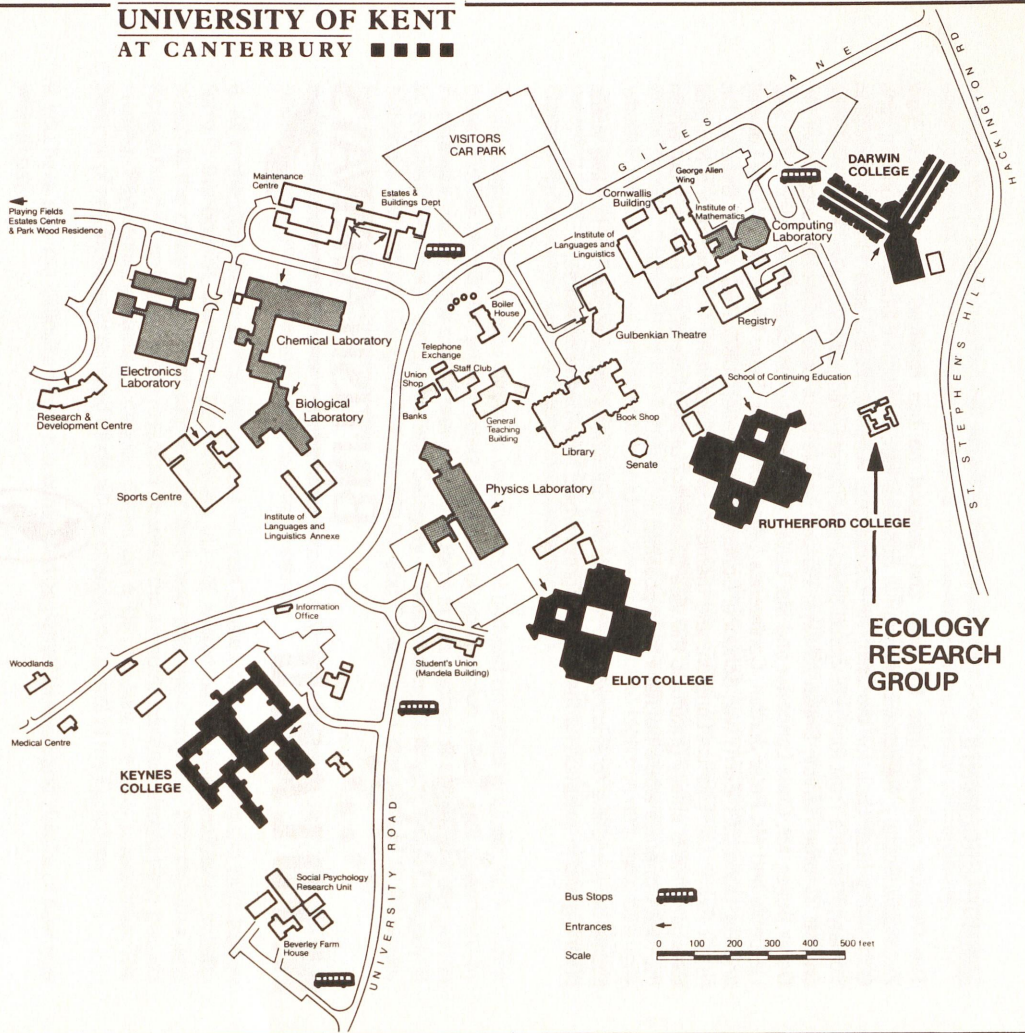 UNIVERSITY OF KENT
AT CANTERBURY
VISITORS
CAR PARK
GILES LANE
HACKINGTON RD
ST. STEPHEN'S HILL
DARWIN
COLLEGE
George Allen
Wing
Cornwallis
Building
Institute of
Mathematics
Computing
Laboratory
Institute of
Languages and
Linguistics
Maintenance
Centre
Estates &
Buildings Dept
Playing Fields
Estates Centre
& Park Wood Residence
Boiler
House
Gulbenkian Theatre
Registry
Chemical Laboratory
Telephone
Exchange
Union
Shop
Staff Club
Banks
General
Teaching
Building
Library
Book Shop
Senate
School of Continuing Education
Electronics
Laboratory
Research &
Development Centre
Biological
Laboratory
Sports Centre
Institute of
Languages and
Linguistics Annexe
Physics Laboratory
RUTHERFORD COLLEGE
ECOLOGY
RESEARCH
GROUP
Information
Office
Student's Union
(Mandela Building)
ELIOT COLLEGE
Woodlands
Medical Centre
KEYNES
COLLEGE
UNIVERSITY ROAD
Social Psychology
Research Unit
Beverley Farm
House
Bus Stops
Entrances
Scale
0 100 200 300 400 500 feet